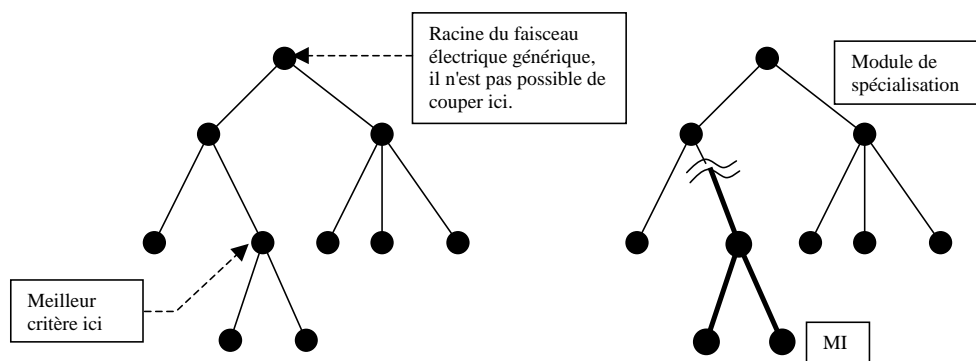 Racine du faisceau
électrique générique,
il n'est pas possible de
couper ici.
Module de
spécialisation
Meilleur
critère ici
MI